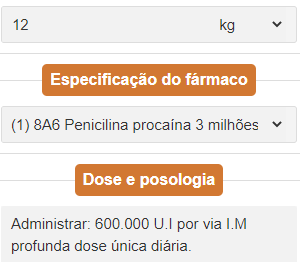 12 kg
Especificação do fármaco
(1) 8A6 Penicilina procaína 3 milhões
Dose e posologia
Administrar: 600.000 U.I por via I.M
profunda dose única diária.